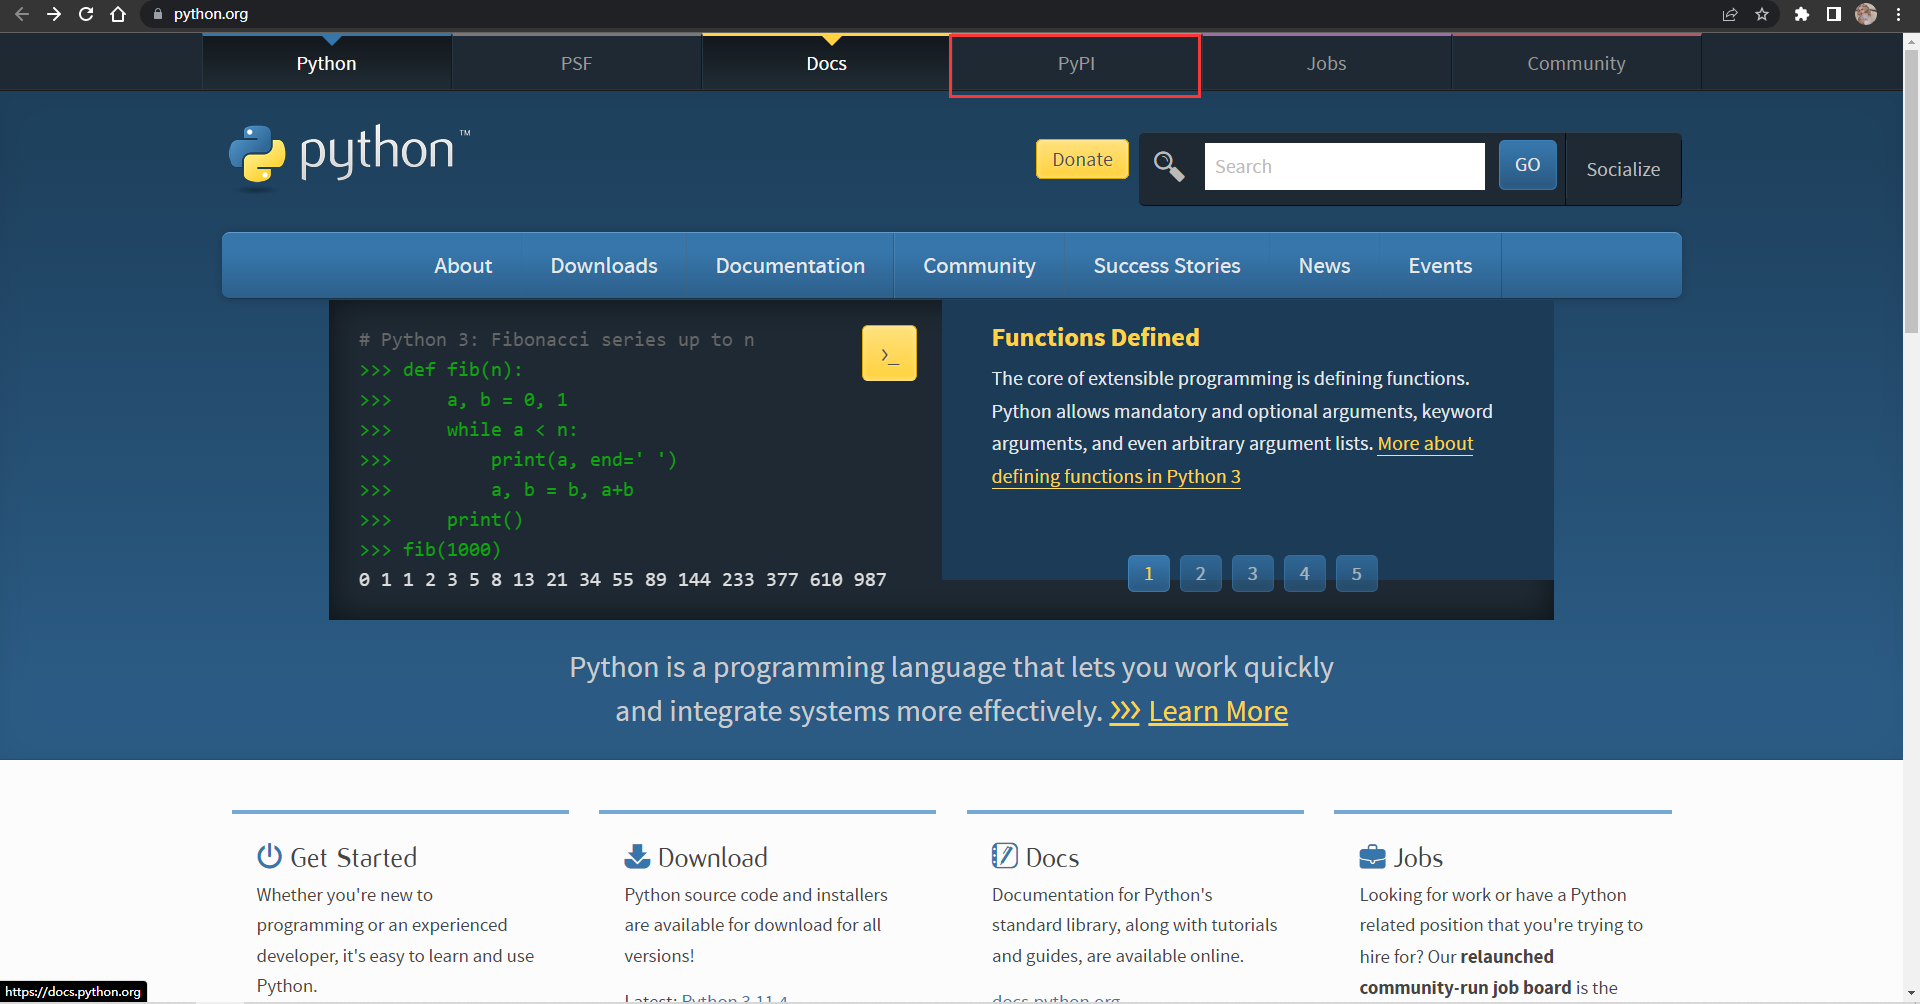 python.org
Python
PSF
Docs
PyPI
Jobs
Community
python™
Donate
Search
GO
Socialize
About
Downloads
Documentation
Community
Success Stories
News
Events
# Python 3: Fibonacci series up to n
>>> def fib(n):
>>>     a, b = 0, 1
>>>     while a < n:
>>>         print(a, end=' ')
>>>         a, b = b, a+b
>>>     print()
>>> fib(1000)
0 1 1 2 3 5 8 13 21 34 55 89 144 233 377 610 987
>_
Functions Defined
The core of extensible programming is defining functions.
Python allows mandatory and optional arguments, keyword
arguments, and even arbitrary argument lists. More about
defining functions in Python 3
1
2
3
4
5
Python is a programming language that lets you work quickly
and integrate systems more effectively. >>> Learn More
Get Started
Whether you're new to
programming or an experienced
developer, it's easy to learn and use
Python.
Download
Python source code and installers
are available for download for all
versions!
Latest: Python 3.11.4
Docs
Documentation for Python's
standard library, along with tutorials
and guides, are available online.
docs.python.org
Jobs
Looking for work or have a Python
related position that you're trying to
hire for? Our relaunched
community-run job board is the
https://docs.python.org